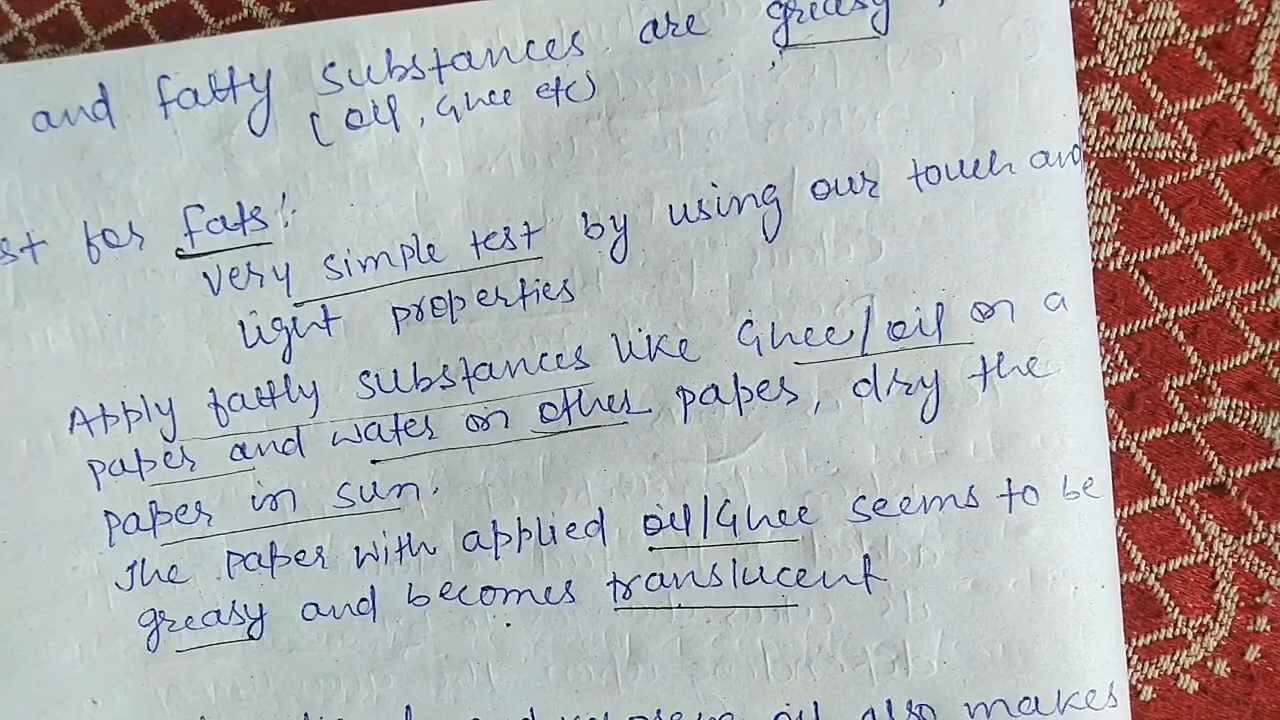 and fatty substances are greasy
(oil, Ghee etc)
st for Fats:
very simple test by using our touch and
light properties
Apply fattly substances like Ghee/oil on a
paper and water on other paper, dry the
paper in sun.
The paper with applied oil/Ghee seems to be
greasy and becomes translucent
oil also makes